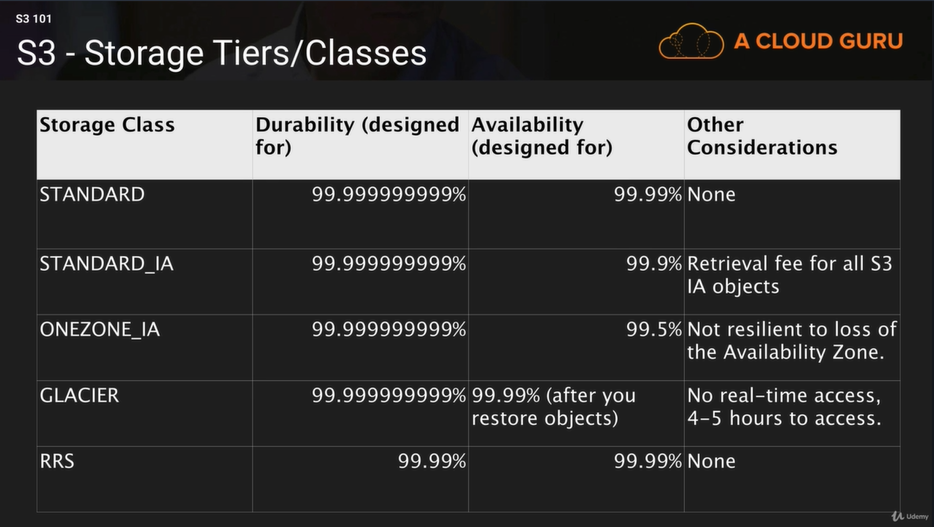 S3 101
S3 - Storage Tiers/Classes
A CLOUD GURU
Storage Class
Durability (designed
for)
Availability
(designed for)
Other
Considerations
STANDARD
99.999999999%
99.99%
None
STANDARD_IA
99.999999999%
99.9%
Retrieval fee for all S3
IA objects
ONEZONE_IA
99.999999999%
99.5%
Not resilient to loss of
the Availability Zone.
GLACIER
99.999999999%
99.99% (after you
restore objects)
No real-time access,
4-5 hours to access.
RRS
99.99%
99.99%
None
Udemy